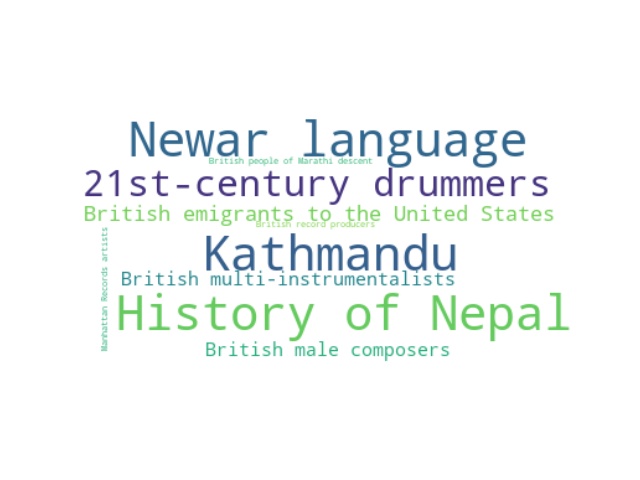 Newar language
British people of Marathi descent
21st-century drummers
British emigrants to the United States
British record producers
Kathmandu
British multi-instrumentalists
History of Nepal
British male composers
Manhattan Records artists